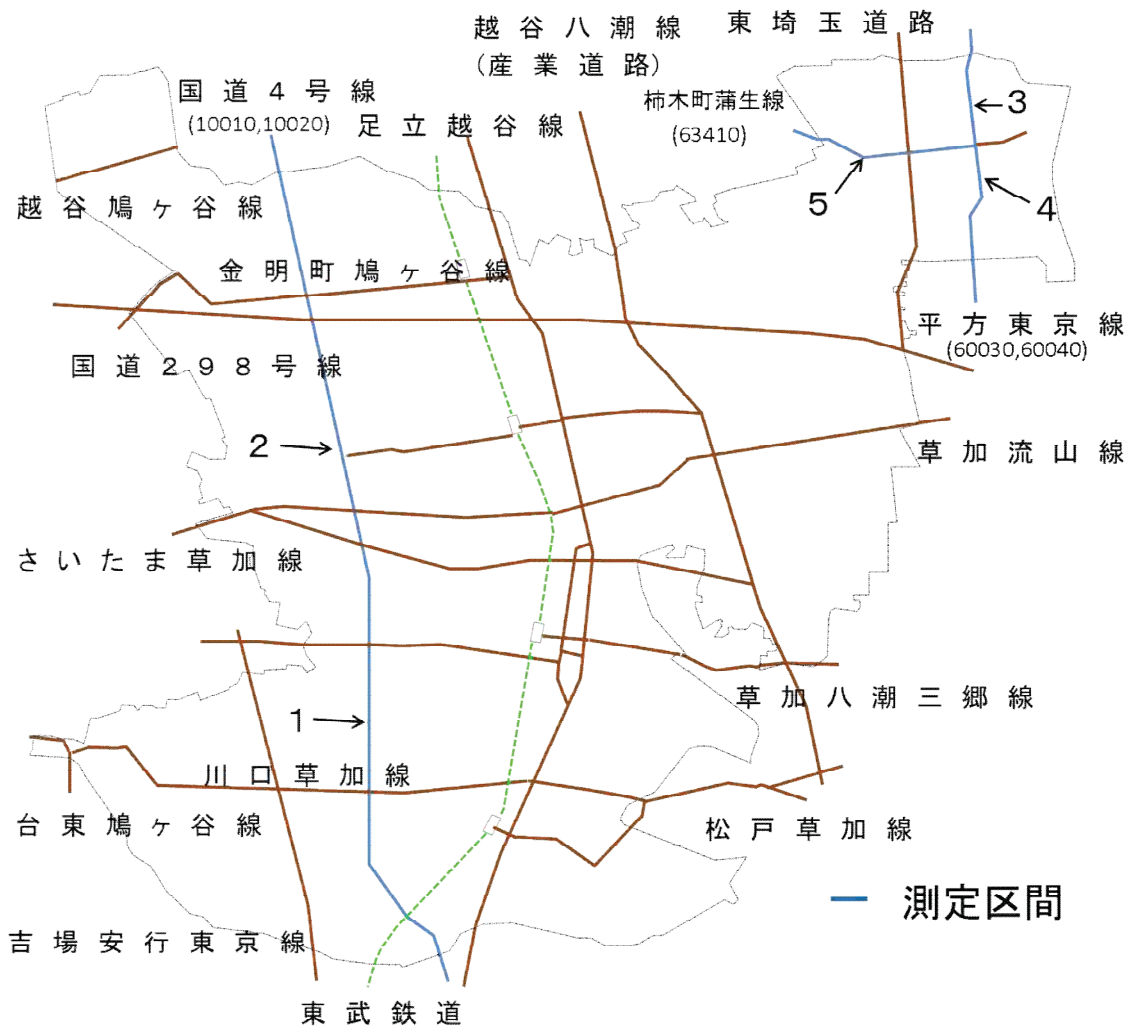 越谷八潮線
(産業道路)
東埼玉道路
国道4号線
(10010,10020)
足立越谷線
柿木町蒲生線
(63410)
3
5
4
越谷鳩ヶ谷線
金明町鳩ヶ谷線
国道298号線
平方東京線
(60030,60040)
2
草加流山線
さいたま草加線
1
草加八潮三郷線
川口草加線
台東鳩ヶ谷線
松戸草加線
測定区間
吉場安行東京線
東武鉄道